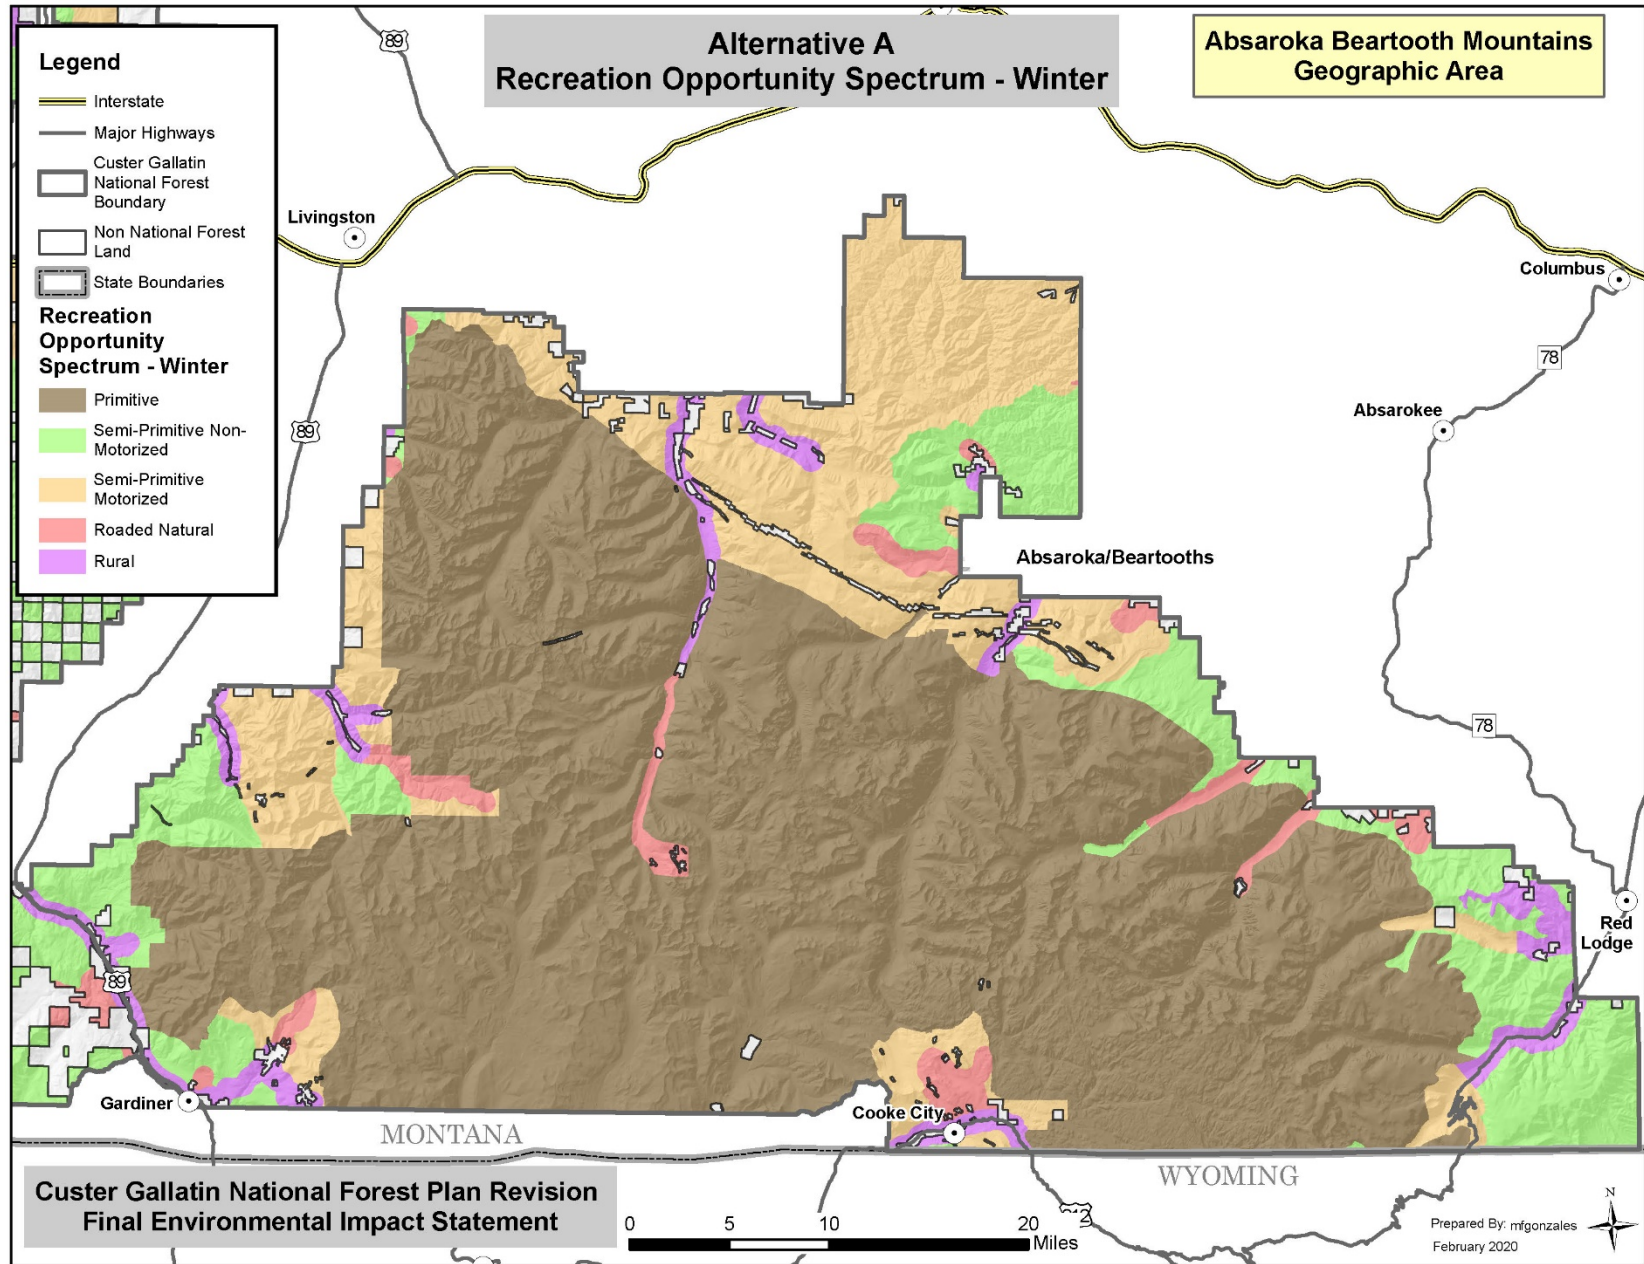 Alternative A
Recreation Opportunity Spectrum - Winter
Absaroka Beartooth Mountains
Geographic Area
Legend
Interstate
Major Highways
Custer Gallatin
National Forest
Boundary
Non National Forest
Land
State Boundaries
Recreation
Opportunity
Spectrum - Winter
Primitive
Semi-Primitive Non-
Motorized
Semi-Primitive
Motorized
Roaded Natural
Rural
89
Livingston
Columbus
78
89
Absarokee
Absaroka/Beartooths
78
Red
Lodge
89
Gardiner
Cooke City
MONTANA
WYOMING
Custer Gallatin National Forest Plan Revision
Final Environmental Impact Statement
0 5 10 20
Miles
N
Prepared By: mfgonzales
February 2020